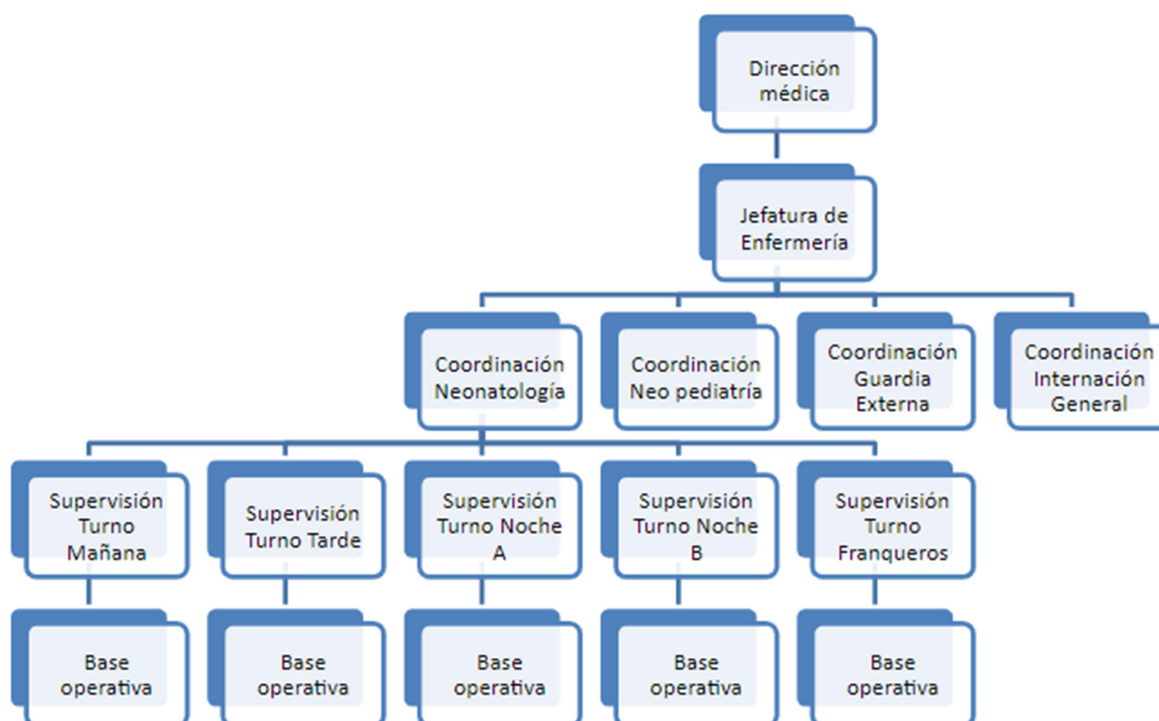 Dirección
médica
Jefatura de
Enfermería
Coordinación
Neonatología
Coordinación
Neo pediatría
Coordinación
Guardia
Externa
Coordinación
Internación
General
Supervisión
Turno
Mañana
Supervisión
Turno Tarde
Supervisión
Turno Noche
A
Supervisión
Turno Noche
B
Supervisión
Turno
Franqueros
Base
operativa
Base
operativa
Base
operativa
Base
operativa
Base
operativa